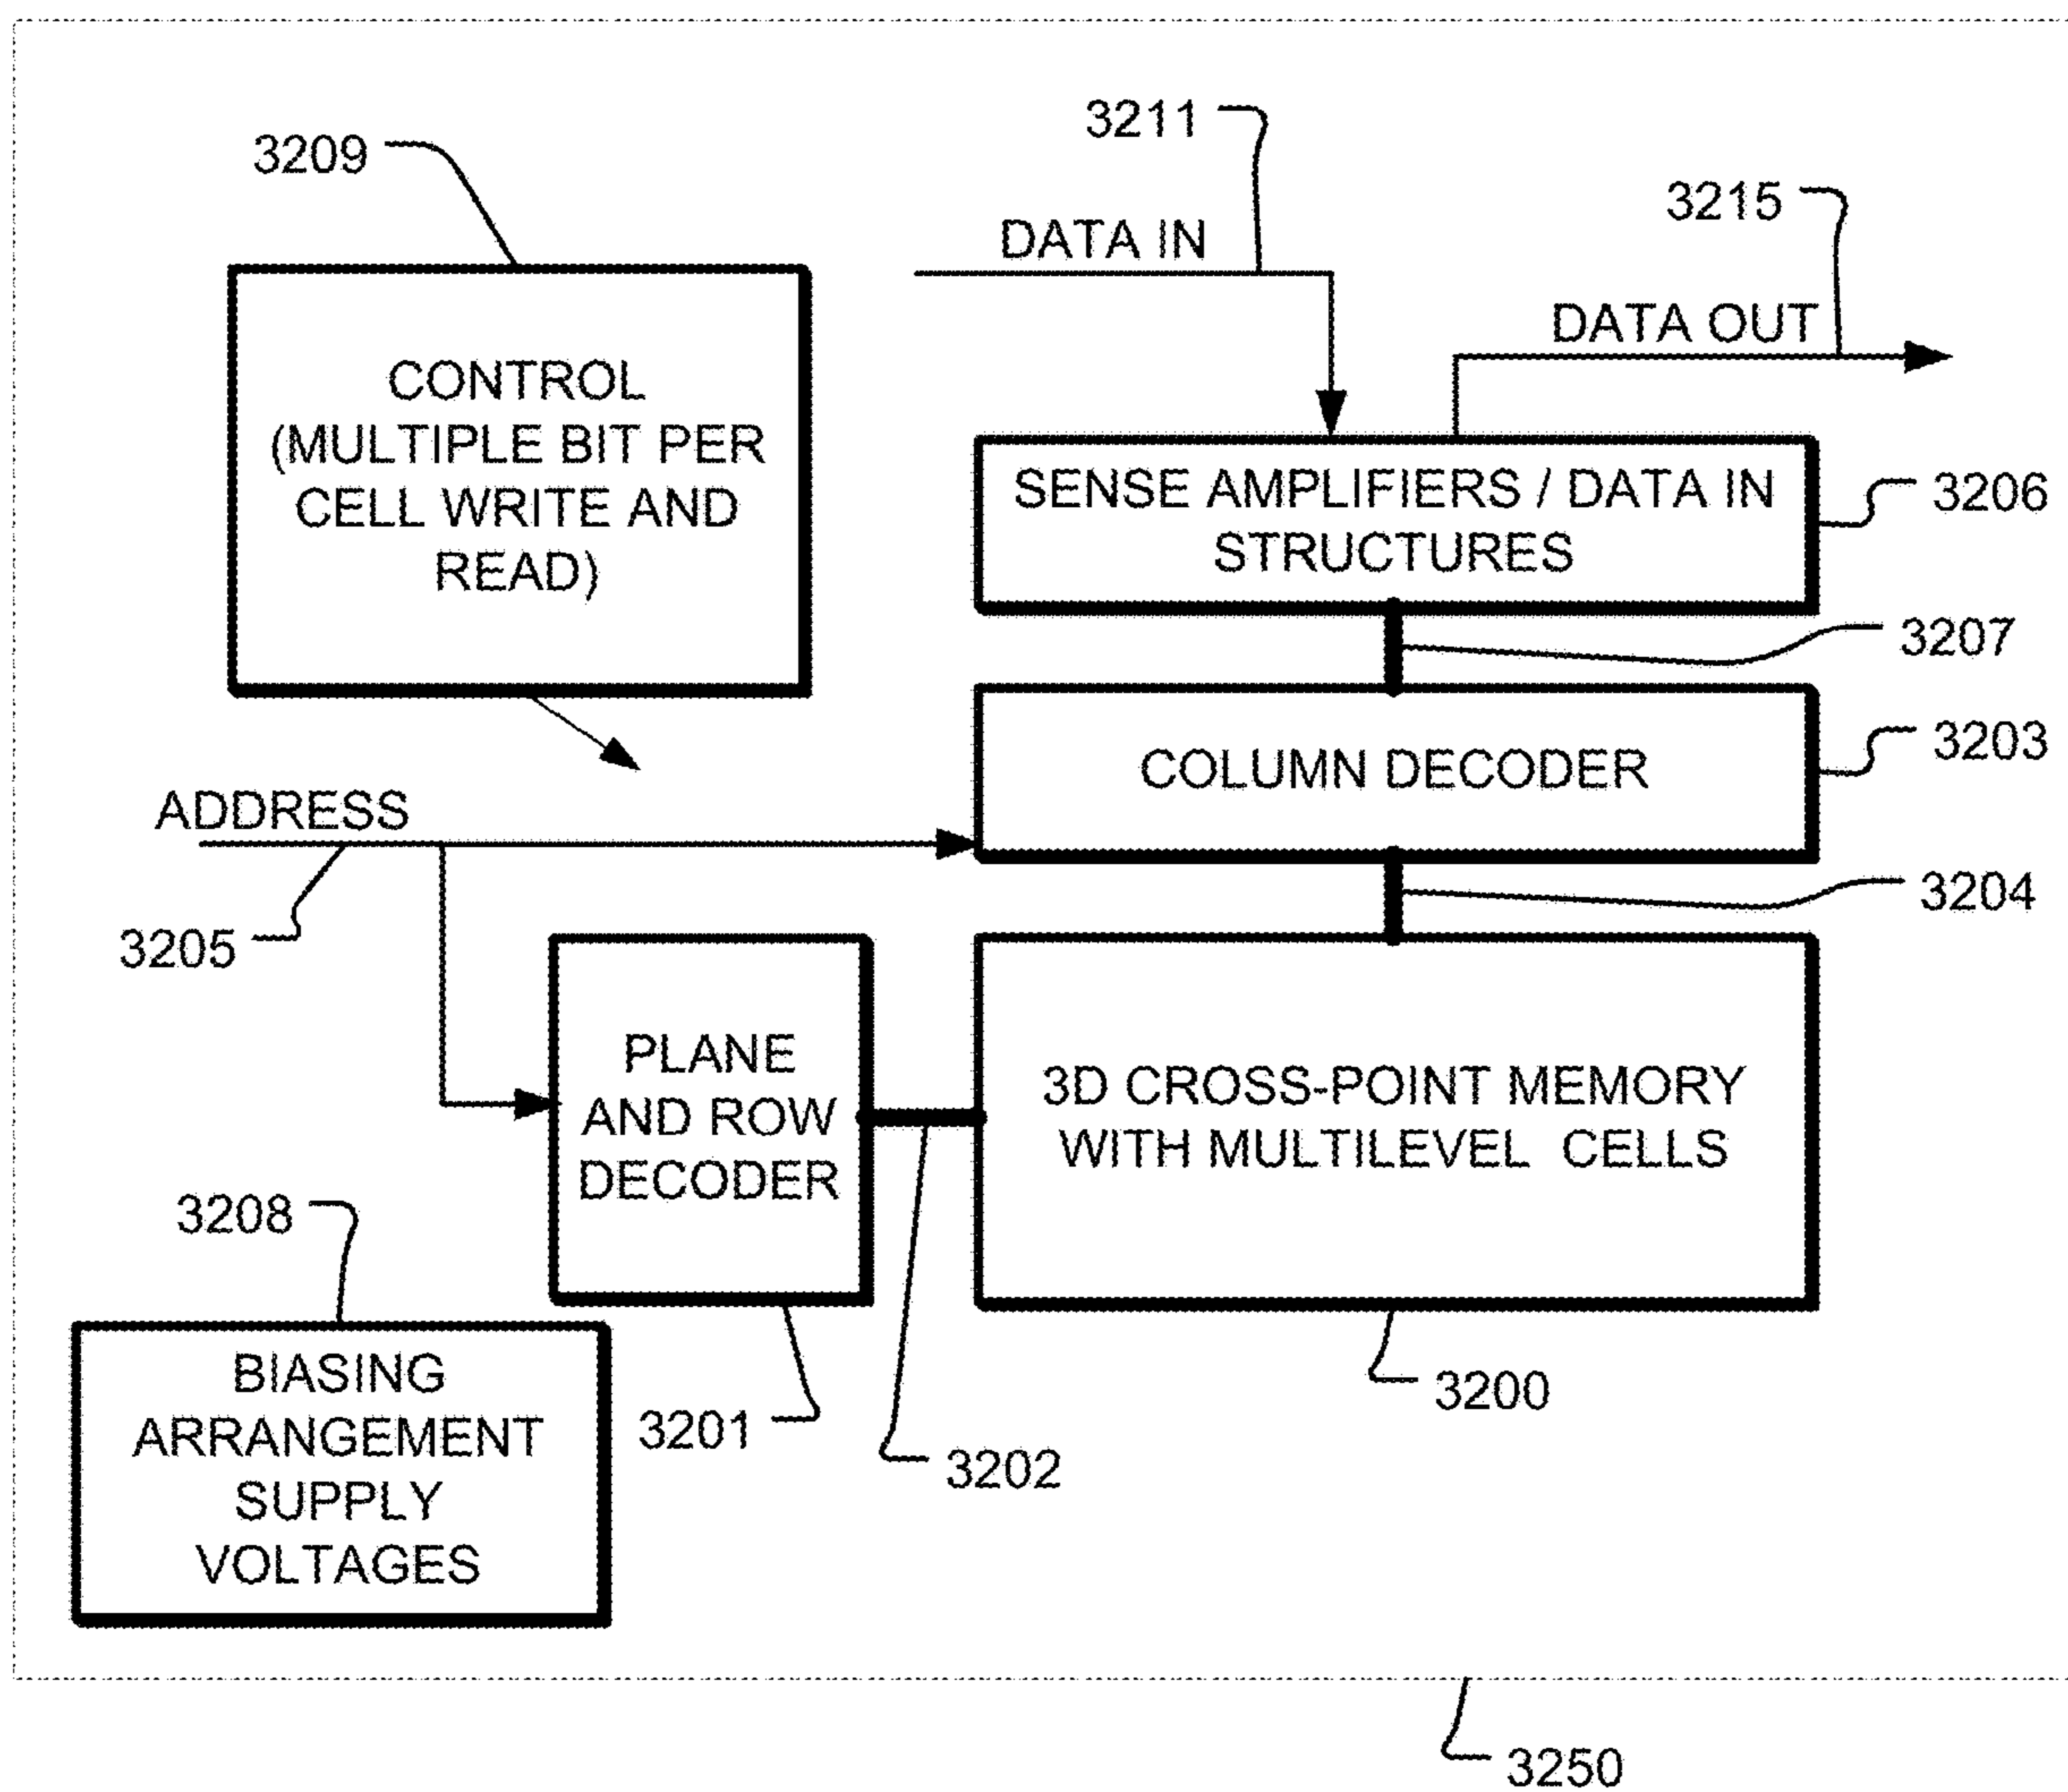 3211
3209
3215
DATA IN
DATA OUT
CONTROL
(MULTIPLE BIT PER
CELL WRITE AND
READ)
SENSE AMPLIFIERS / DATA IN
STRUCTURES
3206
3207
COLUMN DECODER
3203
ADDRESS
3204
3205
PLANE
AND ROW
DECODER
3D CROSS-POINT MEMORY
WITH MULTILEVEL CELLS
3208
BIASING
ARRANGEMENT
SUPPLY
VOLTAGES
3201
3202
3200
3250